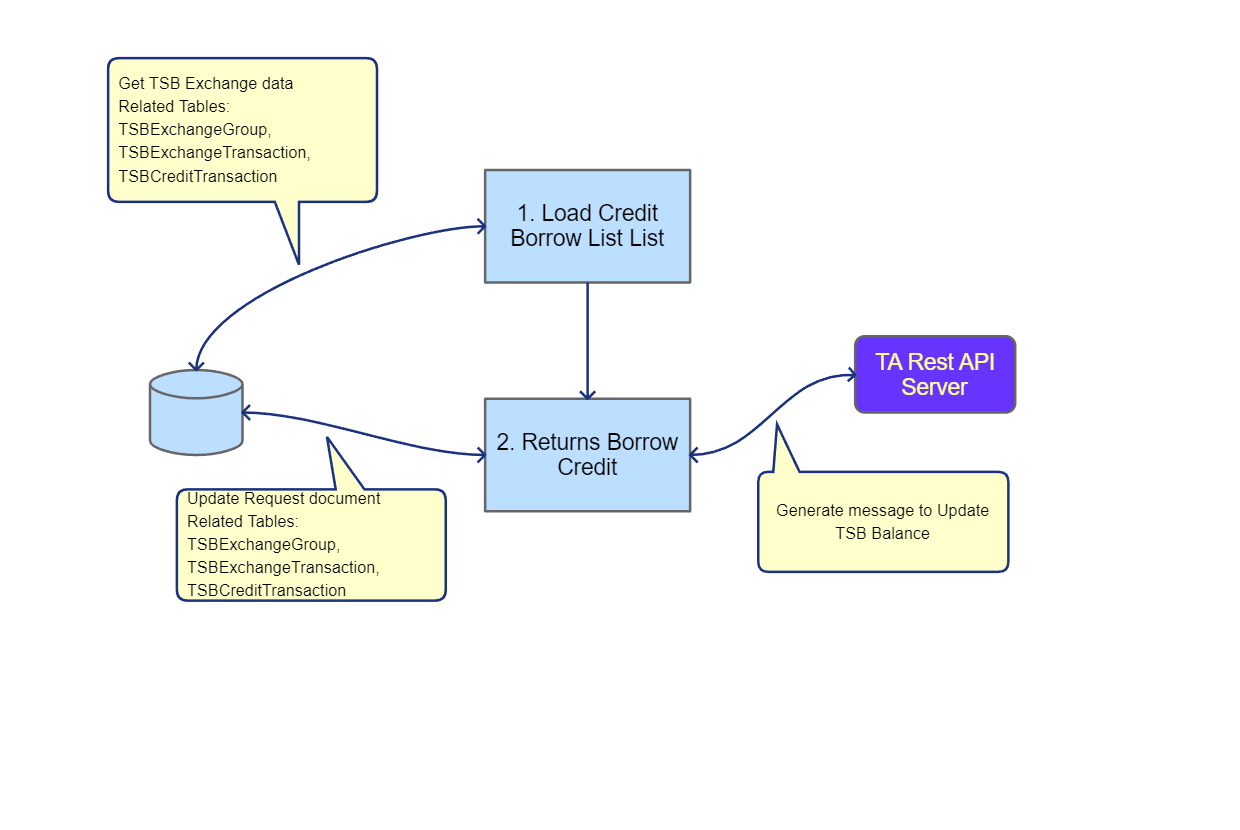 Get TSB Exchange data
Related Tables:
TSBExchangeGroup,
TSBExchangeTransaction,
TSBCreditTransaction
1. Load Credit
Borrow List List
TA Rest API
Server
2. Returns Borrow
Credit
Update Request document
Related Tables:
TSBExchangeGroup,
TSBExchangeTransaction,
TSBCreditTransaction
Generate message to Update
TSB Balance